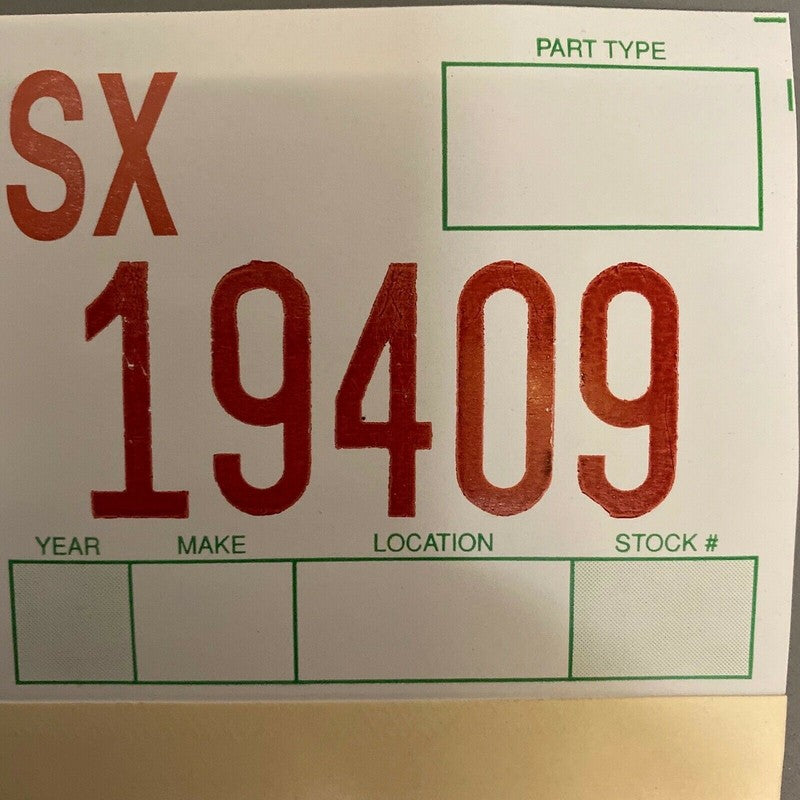 PART TYPE
SX
19409
YEAR MAKE LOCATION STOCK #